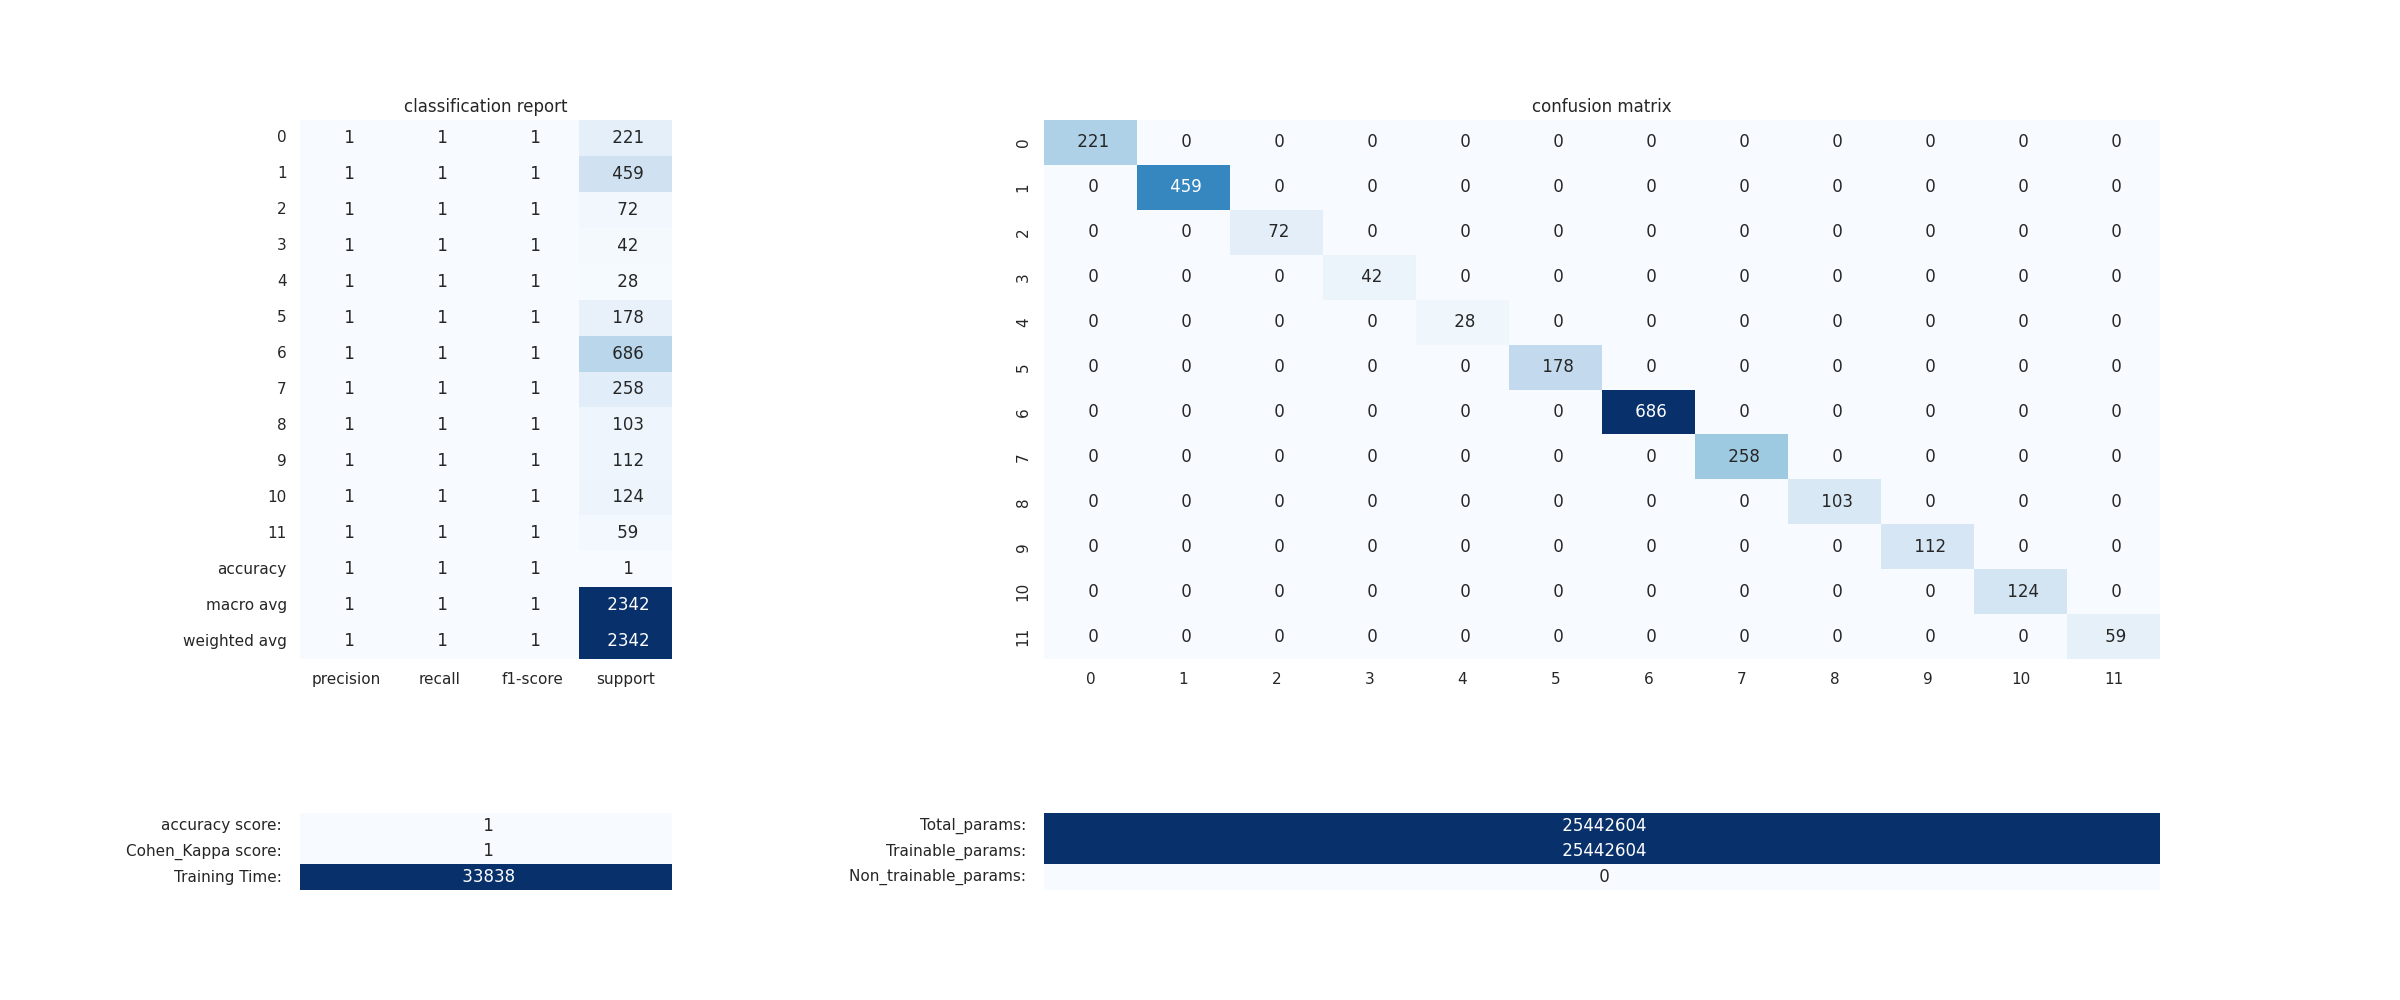 classification report
0 1 1 1 221
1 1 1 1 459
2 1 1 1 72
3 1 1 1 42
4 1 1 1 28
5 1 1 1 178
6 1 1 1 686
7 1 1 1 258
8 1 1 1 103
9 1 1 1 112
10 1 1 1 124
11 1 1 1 59
accuracy 1 1 1 1
macro avg 1 1 1 2342
weighted avg 1 1 1 2342
precision recall f1-score support
confusion matrix
0 221 0 0 0 0 0 0 0 0 0 0 0
1 0 459 0 0 0 0 0 0 0 0 0 0
2 0 0 72 0 0 0 0 0 0 0 0 0
3 0 0 0 42 0 0 0 0 0 0 0 0
4 0 0 0 0 28 0 0 0 0 0 0 0
5 0 0 0 0 0 178 0 0 0 0 0 0
6 0 0 0 0 0 0 686 0 0 0 0 0
7 0 0 0 0 0 0 0 258 0 0 0 0
8 0 0 0 0 0 0 0 0 103 0 0 0
9 0 0 0 0 0 0 0 0 0 112 0 0
10 0 0 0 0 0 0 0 0 0 0 124 0
11 0 0 0 0 0 0 0 0 0 0 0 59
0 1 2 3 4 5 6 7 8 9 10 11
accuracy score: 1
Cohen_Kappa score: 1
Training Time: 33838
Total_params: 25442604
Trainable_params: 25442604
Non_trainable_params: 0